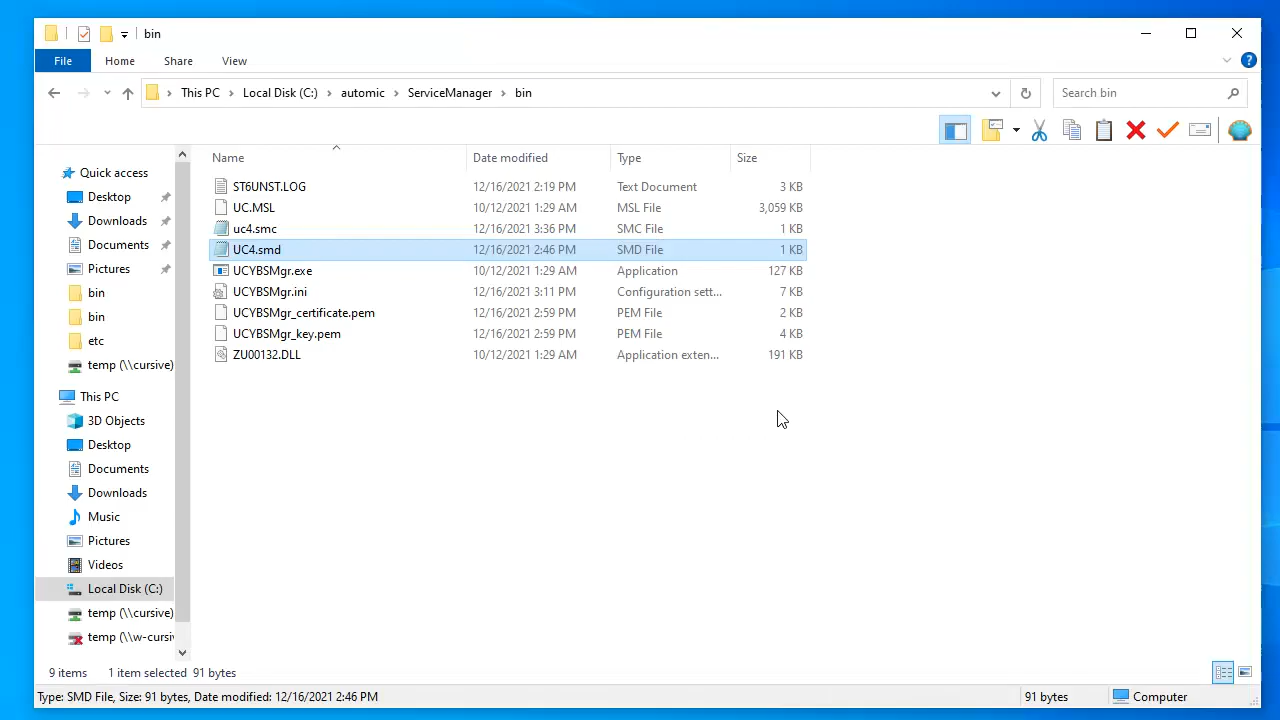 bin
File Home Share View
This PC Local Disk (C:) automic ServiceManager bin
Search bin
Name Date modified Type Size
ST6UNST.LOG 12/16/2021 2:19 PM Text Document 3 KB
UC.MSL 10/12/2021 1:29 AM MSL File 3,059 KB
uc4.smc 12/16/2021 3:36 PM SMC File 1 KB
UC4.smd 12/16/2021 2:46 PM SMD File 1 KB
UCYBSMgr.exe 10/12/2021 1:29 AM Application 127 KB
UCYBSMgr.ini 12/16/2021 3:11 PM Configuration sett... 7 KB
UCYBSMgr_certificate.pem 12/16/2021 2:59 PM PEM File 2 KB
UCYBSMgr_key.pem 12/16/2021 2:59 PM PEM File 4 KB
ZU00132.DLL 10/12/2021 1:29 AM Application exten... 191 KB
Quick access
Desktop
Downloads
Documents
Pictures
bin
bin
etc
temp (\\cursive)
This PC
3D Objects
Desktop
Documents
Downloads
Music
Pictures
Videos
Local Disk (C:)
temp (\\cursive)
temp (\\w-cursiv
9 items 1 item selected 91 bytes
Type: SMD File, Size: 91 bytes, Date modified: 12/16/2021 2:46 PM 91 bytes Computer